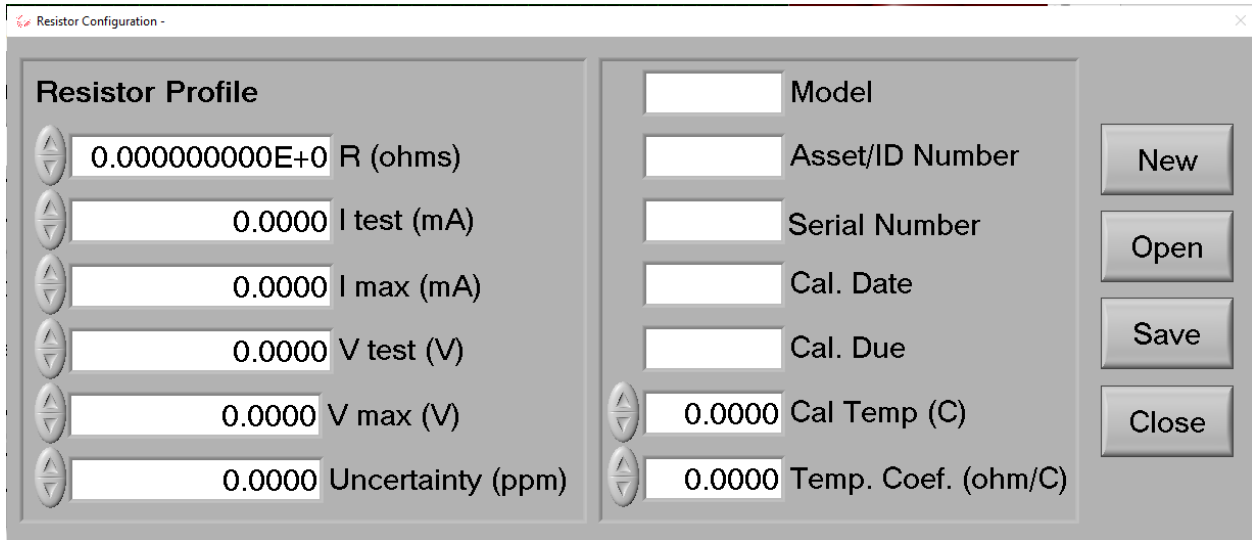 Resistor Configuration -
Resistor Profile
0.000000000E+0 R (ohms)
0.0000 I test (mA)
0.0000 I max (mA)
0.0000 V test (V)
0.0000 V max (V)
0.0000 Uncertainty (ppm)
Model
Asset/ID Number
Serial Number
Cal. Date
Cal. Due
0.0000 Cal Temp (C)
0.0000 Temp. Coef. (ohm/C)
New
Open
Save
Close